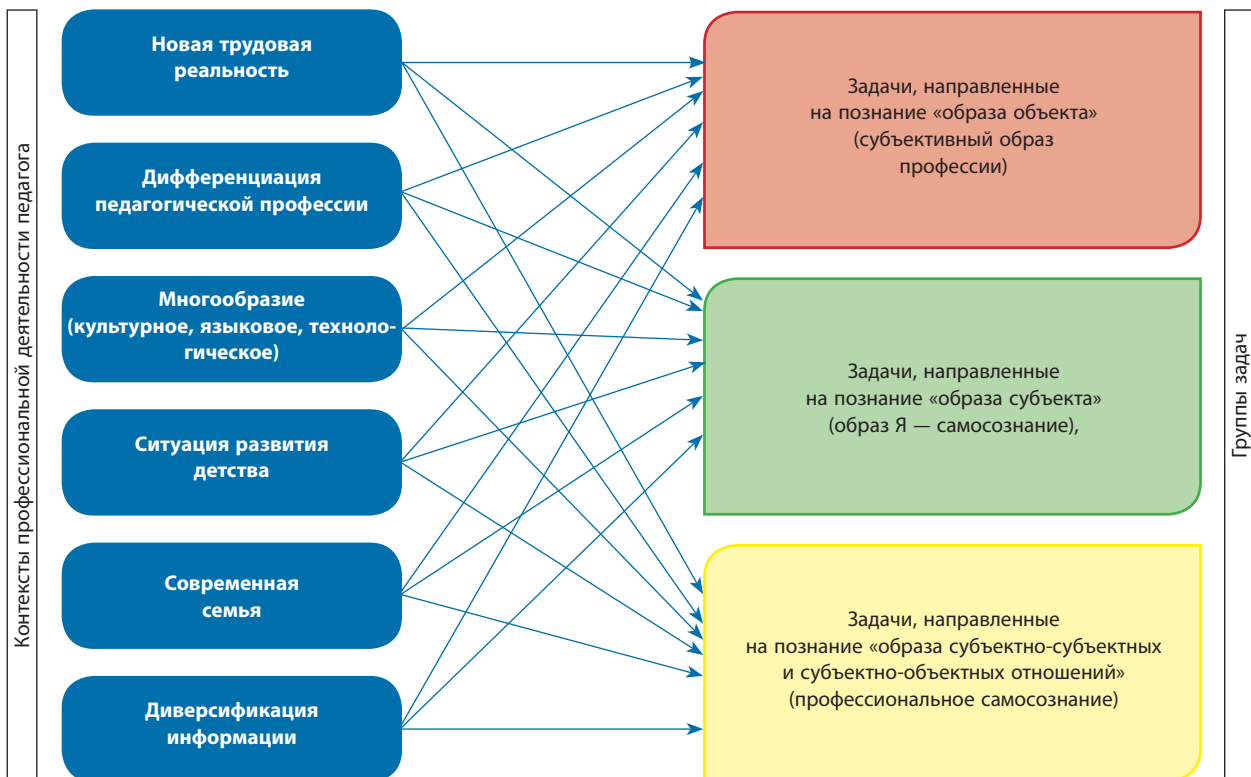 Контексты профессиональной деятельности педагога
Новая трудовая
реальность
Дифференциация
педагогической профессии
Многообразие
(культурное, языковое, техноло-
гическое)
Ситуация развития
детства
Современная
семья
Диверсификация
информации
Задачи, направленные
на познание «образа объекта»
(субъективный образ
профессии)
Задачи, направленные
на познание «образа субъекта»
(образ Я — самосознание),
Задачи, направленные
на познание «образа субъектно-субъектных
и субъектно-объектных отношений»
(профессиональное самосознание)
Группы задач